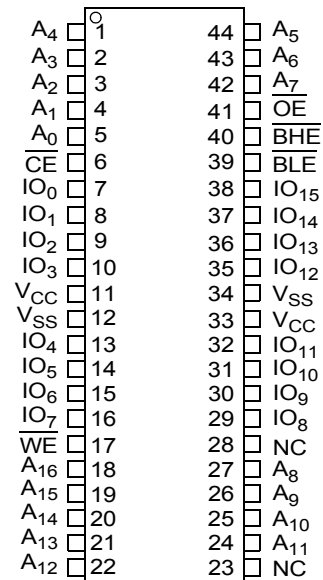 A4 1 44 A5
A3 2 43 A6
A2 3 42 A7
A1 4 41 OE
A0 5 40 BHE
CE 6 39 BLE
IO0 7 38 IO15
IO1 8 37 IO14
IO2 9 36 IO13
IO3 10 35 IO12
VCC 11 34 VSS
VSS 12 33 VCC
IO4 13 32 IO11
IO5 14 31 IO10
IO6 15 30 IO9
IO7 16 29 IO8
WE 17 28 NC
A16 18 27 A8
A15 19 26 A9
A14 20 25 A10
A13 21 24 A11
A12 22 23 NC